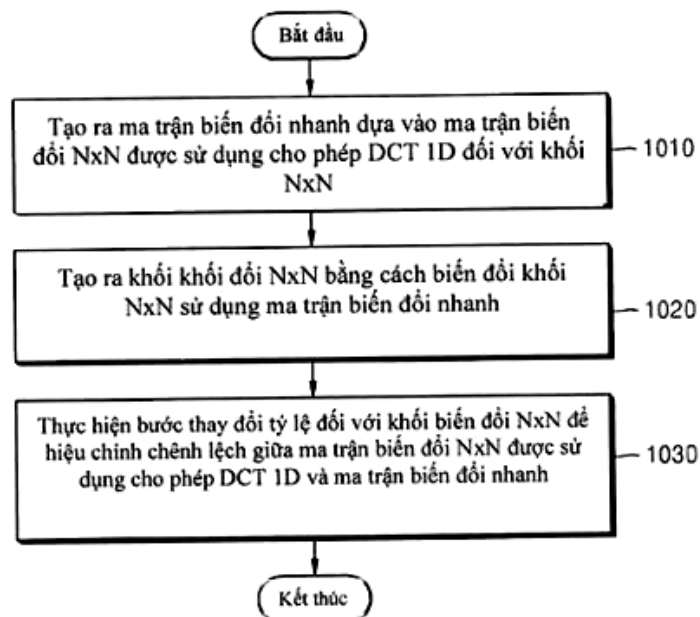 Bắt đầu
Tạo ra ma trận biến đổi nhanh dựa vào ma trận biến
đổi NxN được sử dụng cho phép DCT 1D đối với khối
NxN
1010
Tạo ra khối khối đổi NxN bằng cách biến đổi khối
NxN sử dụng ma trận biến đổi nhanh
1020
Thực hiện bước thay đổi tỷ lệ đối với khối biến đổi NxN để
hiệu chỉnh chênh lệch giữa ma trận biến đổi NxN được sử
dụng cho phép DCT 1D và ma trận biến đổi nhanh
1030
Kết thúc